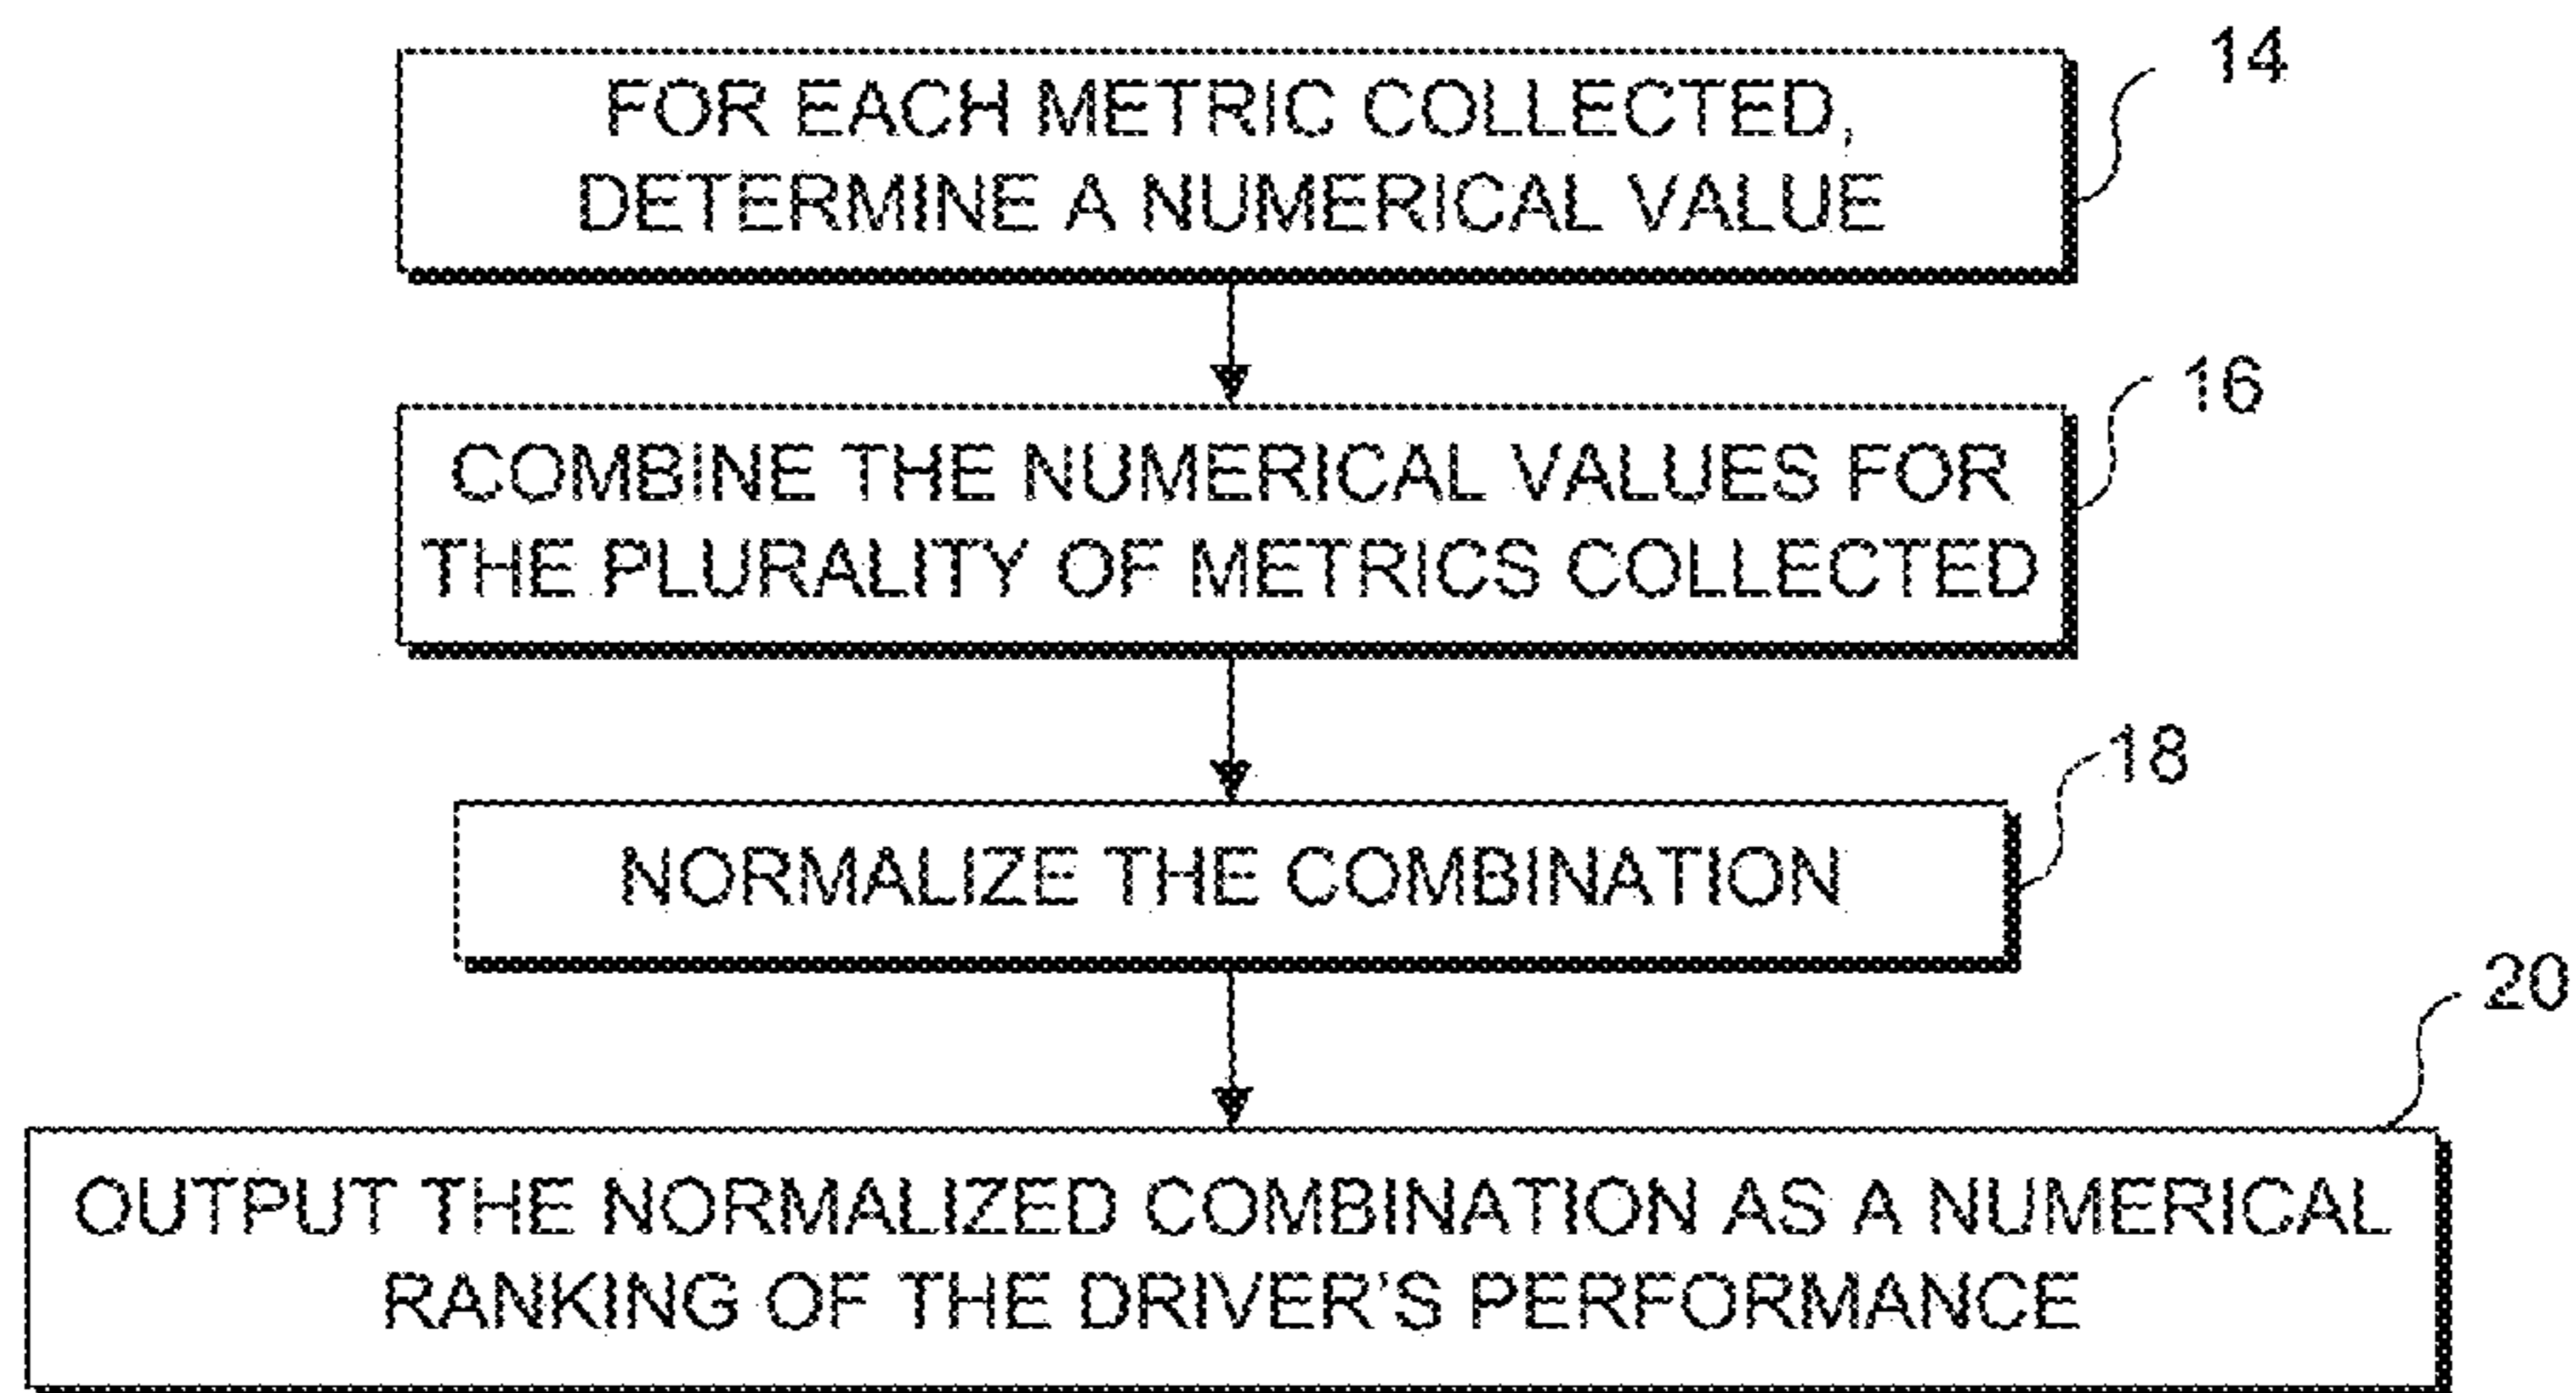 14
FOR EACH METRIC COLLECTED,
DETERMINE A NUMERICAL VALUE
16
COMBINE THE NUMERICAL VALUES FOR
THE PLURALITY OF METRICS COLLECTED
18
NORMALIZE THE COMBINATION
20
OUTPUT THE NORMALIZED COMBINATION AS A NUMERICAL
RANKING OF THE DRIVER'S PERFORMANCE